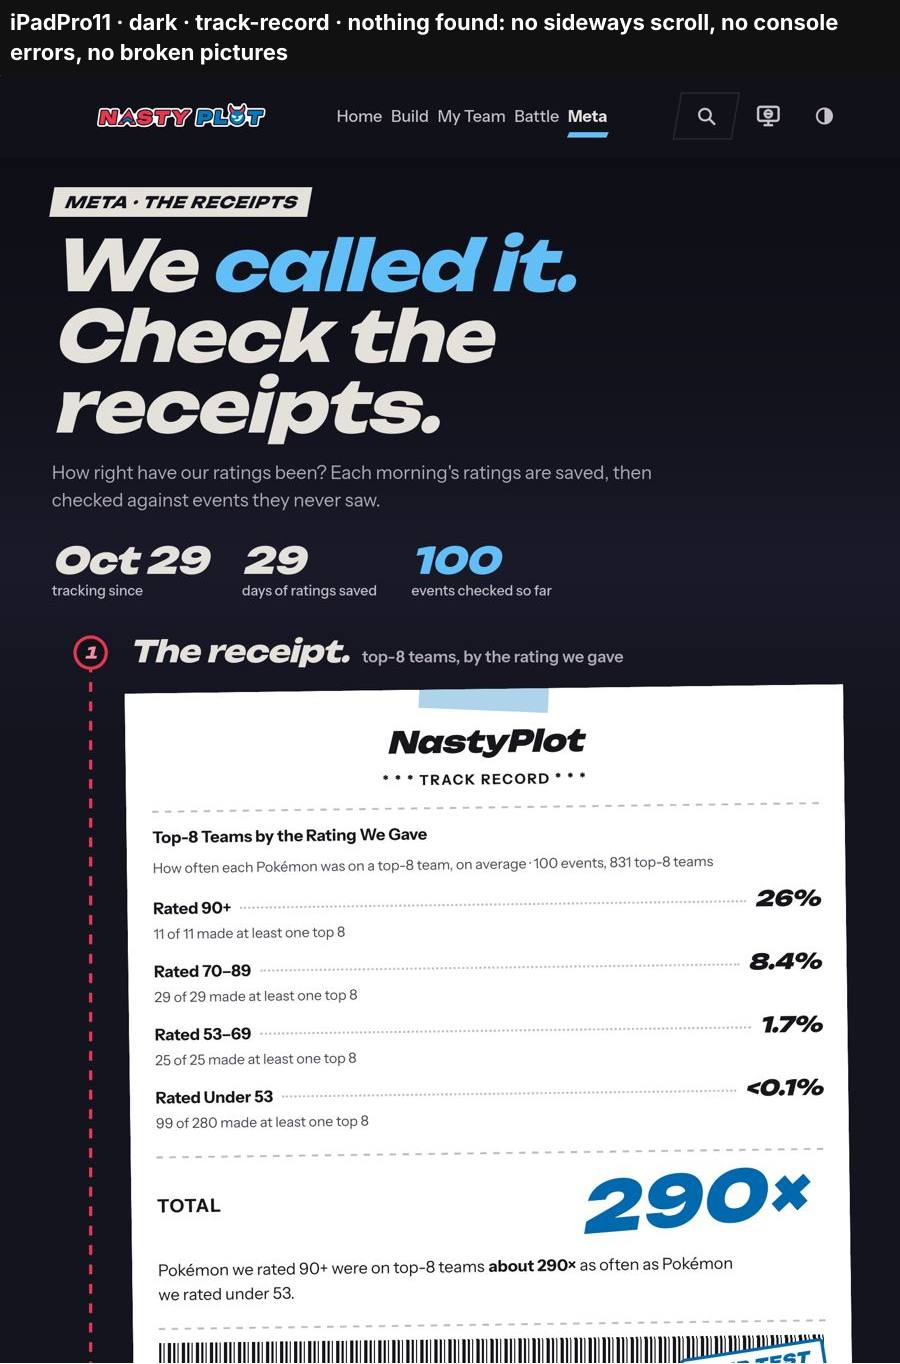 iPadPro11 · dark · track-record · nothing found: no sideways scroll, no console
errors, no broken pictures
NASTY PLOT
Home Build My Team Battle Meta
META · THE RECEIPTS
We called it.
Check the
receipts.
How right have our ratings been? Each morning's ratings are saved, then
checked against events they never saw.
Oct 29 29 100
tracking since days of ratings saved events checked so far
1 The receipt. top-8 teams, by the rating we gave
NastyPlot
* * * TRACK RECORD * * *
Top-8 Teams by the Rating We Gave
How often each Pokémon was on a top-8 team, on average · 100 events, 831 top-8 teams
Rated 90+ 26%
11 of 11 made at least one top 8
Rated 70–89 8.4%
29 of 29 made at least one top 8
Rated 53–69 1.7%
25 of 25 made at least one top 8
Rated Under 53 <0.1%
99 of 280 made at least one top 8
TOTAL 290×
Pokémon we rated 90+ were on top-8 teams about 290× as often as Pokémon
we rated under 53.
TEST